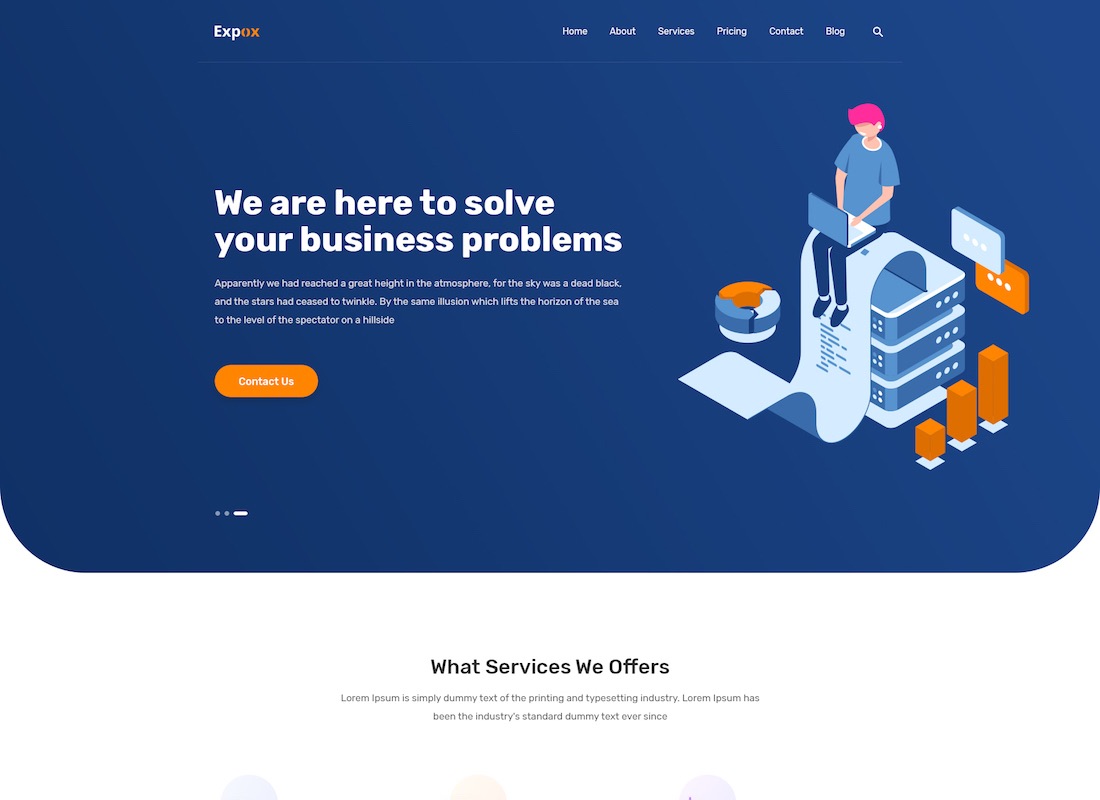 Expox
Home About Services Pricing Contact Blog
We are here to solve
your business problems
Apparently we had reached a great height in the atmosphere, for the sky was a dead black,
and the stars had ceased to twinkle. By the same illusion which lifts the horizon of the sea
to the level of the spectator on a hillside
Contact Us
What Services We Offers
Lorem Ipsum is simply dummy text of the printing and typesetting industry. Lorem Ipsum has
been the industry's standard dummy text ever since